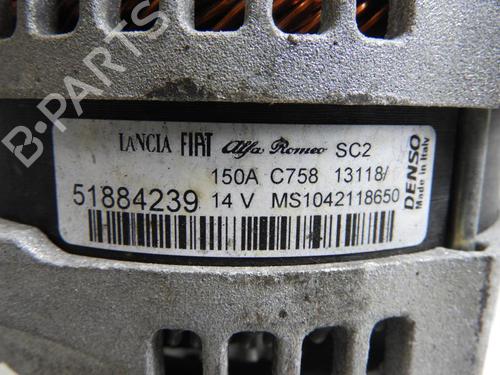 B-PARTS
LANCIA FIAT Alfa Romeo SC2
150A C758 13118/
51884239 14 V MS1042118650
DENSO
Made in Italy